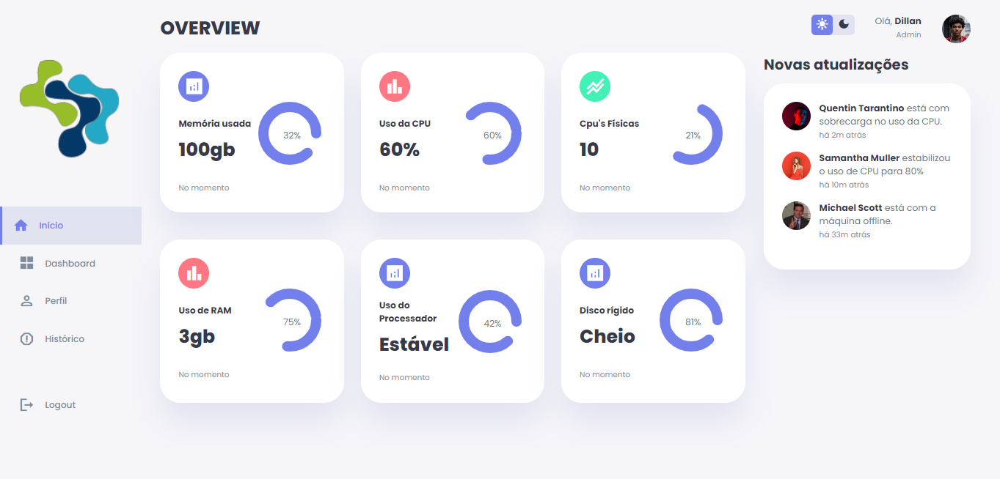 OVERVIEW
Olá, Dillan
Admin
Início
Dashboard
Perfil
Histórico
Logout
Memória usada
100gb
32%
No momento
Uso da CPU
60%
60%
No momento
Cpu's Físicas
10
21%
No momento
Uso de RAM
3gb
75%
No momento
Uso do
Processador
Estável
42%
No momento
Disco rígido
Cheio
81%
No momento
Novas atualizações
Quentin Tarantino está com
sobrecarga no uso da CPU.
há 2m atrás
Samantha Muller estabilizou
o uso de CPU para 80%
há 10m atrás
Michael Scott está com a
máquina offline.
há 33m atrás